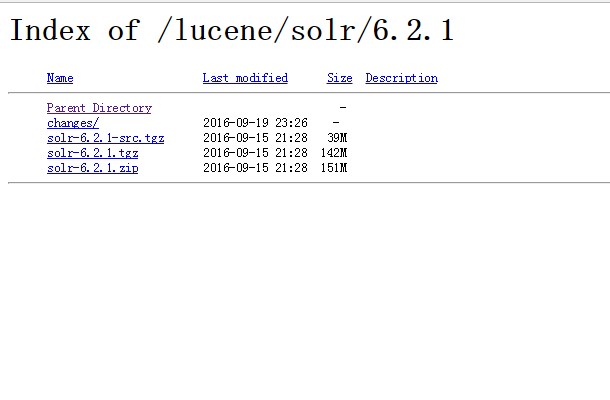 Index of /lucene/solr/6.2.1
Name Last modified Size Description
Parent Directory -
changes/ 2016-09-19 23:26 -
solr-6.2.1-src.tgz 2016-09-15 21:28 39M
solr-6.2.1.tgz 2016-09-15 21:28 142M
solr-6.2.1.zip 2016-09-15 21:28 151M